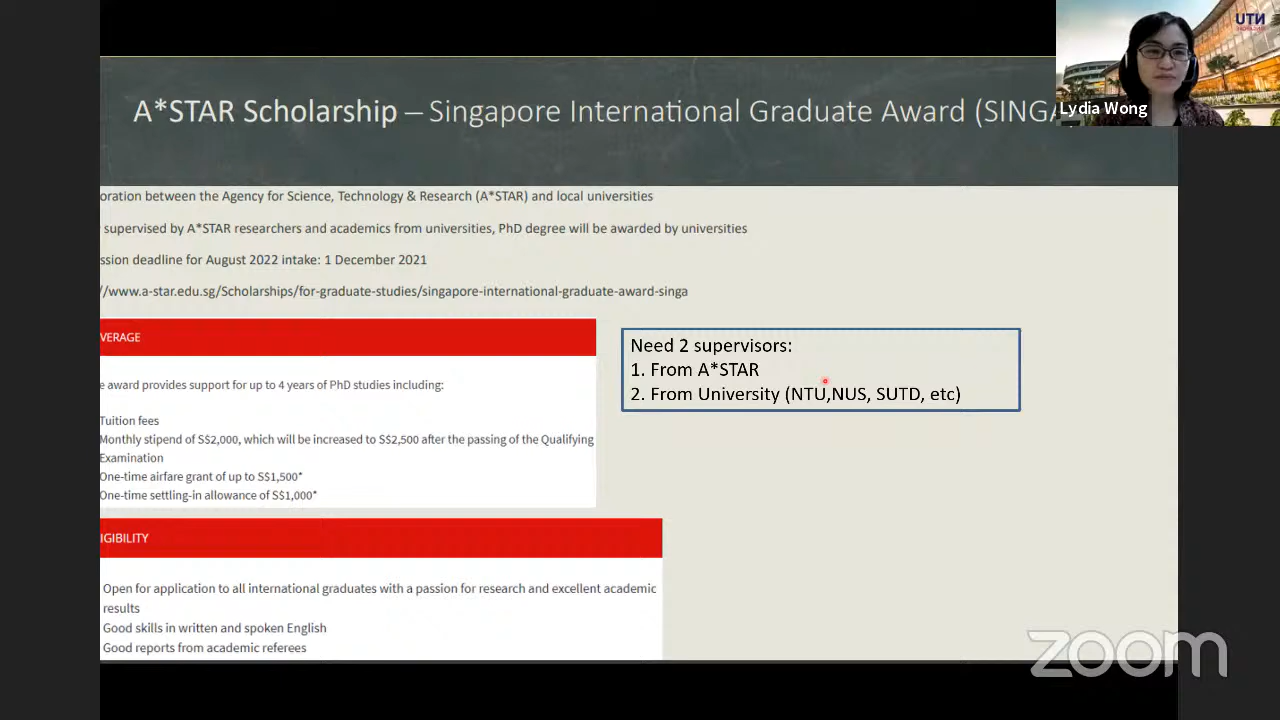 A*STAR Scholarship – Singapore International Graduate Award (SINGA
UTN
Lydia Wong
oration between the Agency for Science, Technology & Research (A*STAR) and local universities
supervised by A*STAR researchers and academics from universities, PhD degree will be awarded by universities
ssion deadline for August 2022 intake: 1 December 2021
//www.a-star.edu.sg/Scholarships/for-graduate-studies/singapore-international-graduate-award-singa
VERAGE
e award provides support for up to 4 years of PhD studies including:
Tuition fees
Monthly stipend of S$2,000, which will be increased to S$2,500 after the passing of the Qualifying
Examination
One-time airfare grant of up to S$1,500*
One-time settling-in allowance of S$1,000*
Need 2 supervisors:
1. From A*STAR
2. From University (NTU,NUS, SUTD, etc)
IGIBILITY
Open for application to all international graduates with a passion for research and excellent academic
results
Good skills in written and spoken English
Good reports from academic referees
zoom